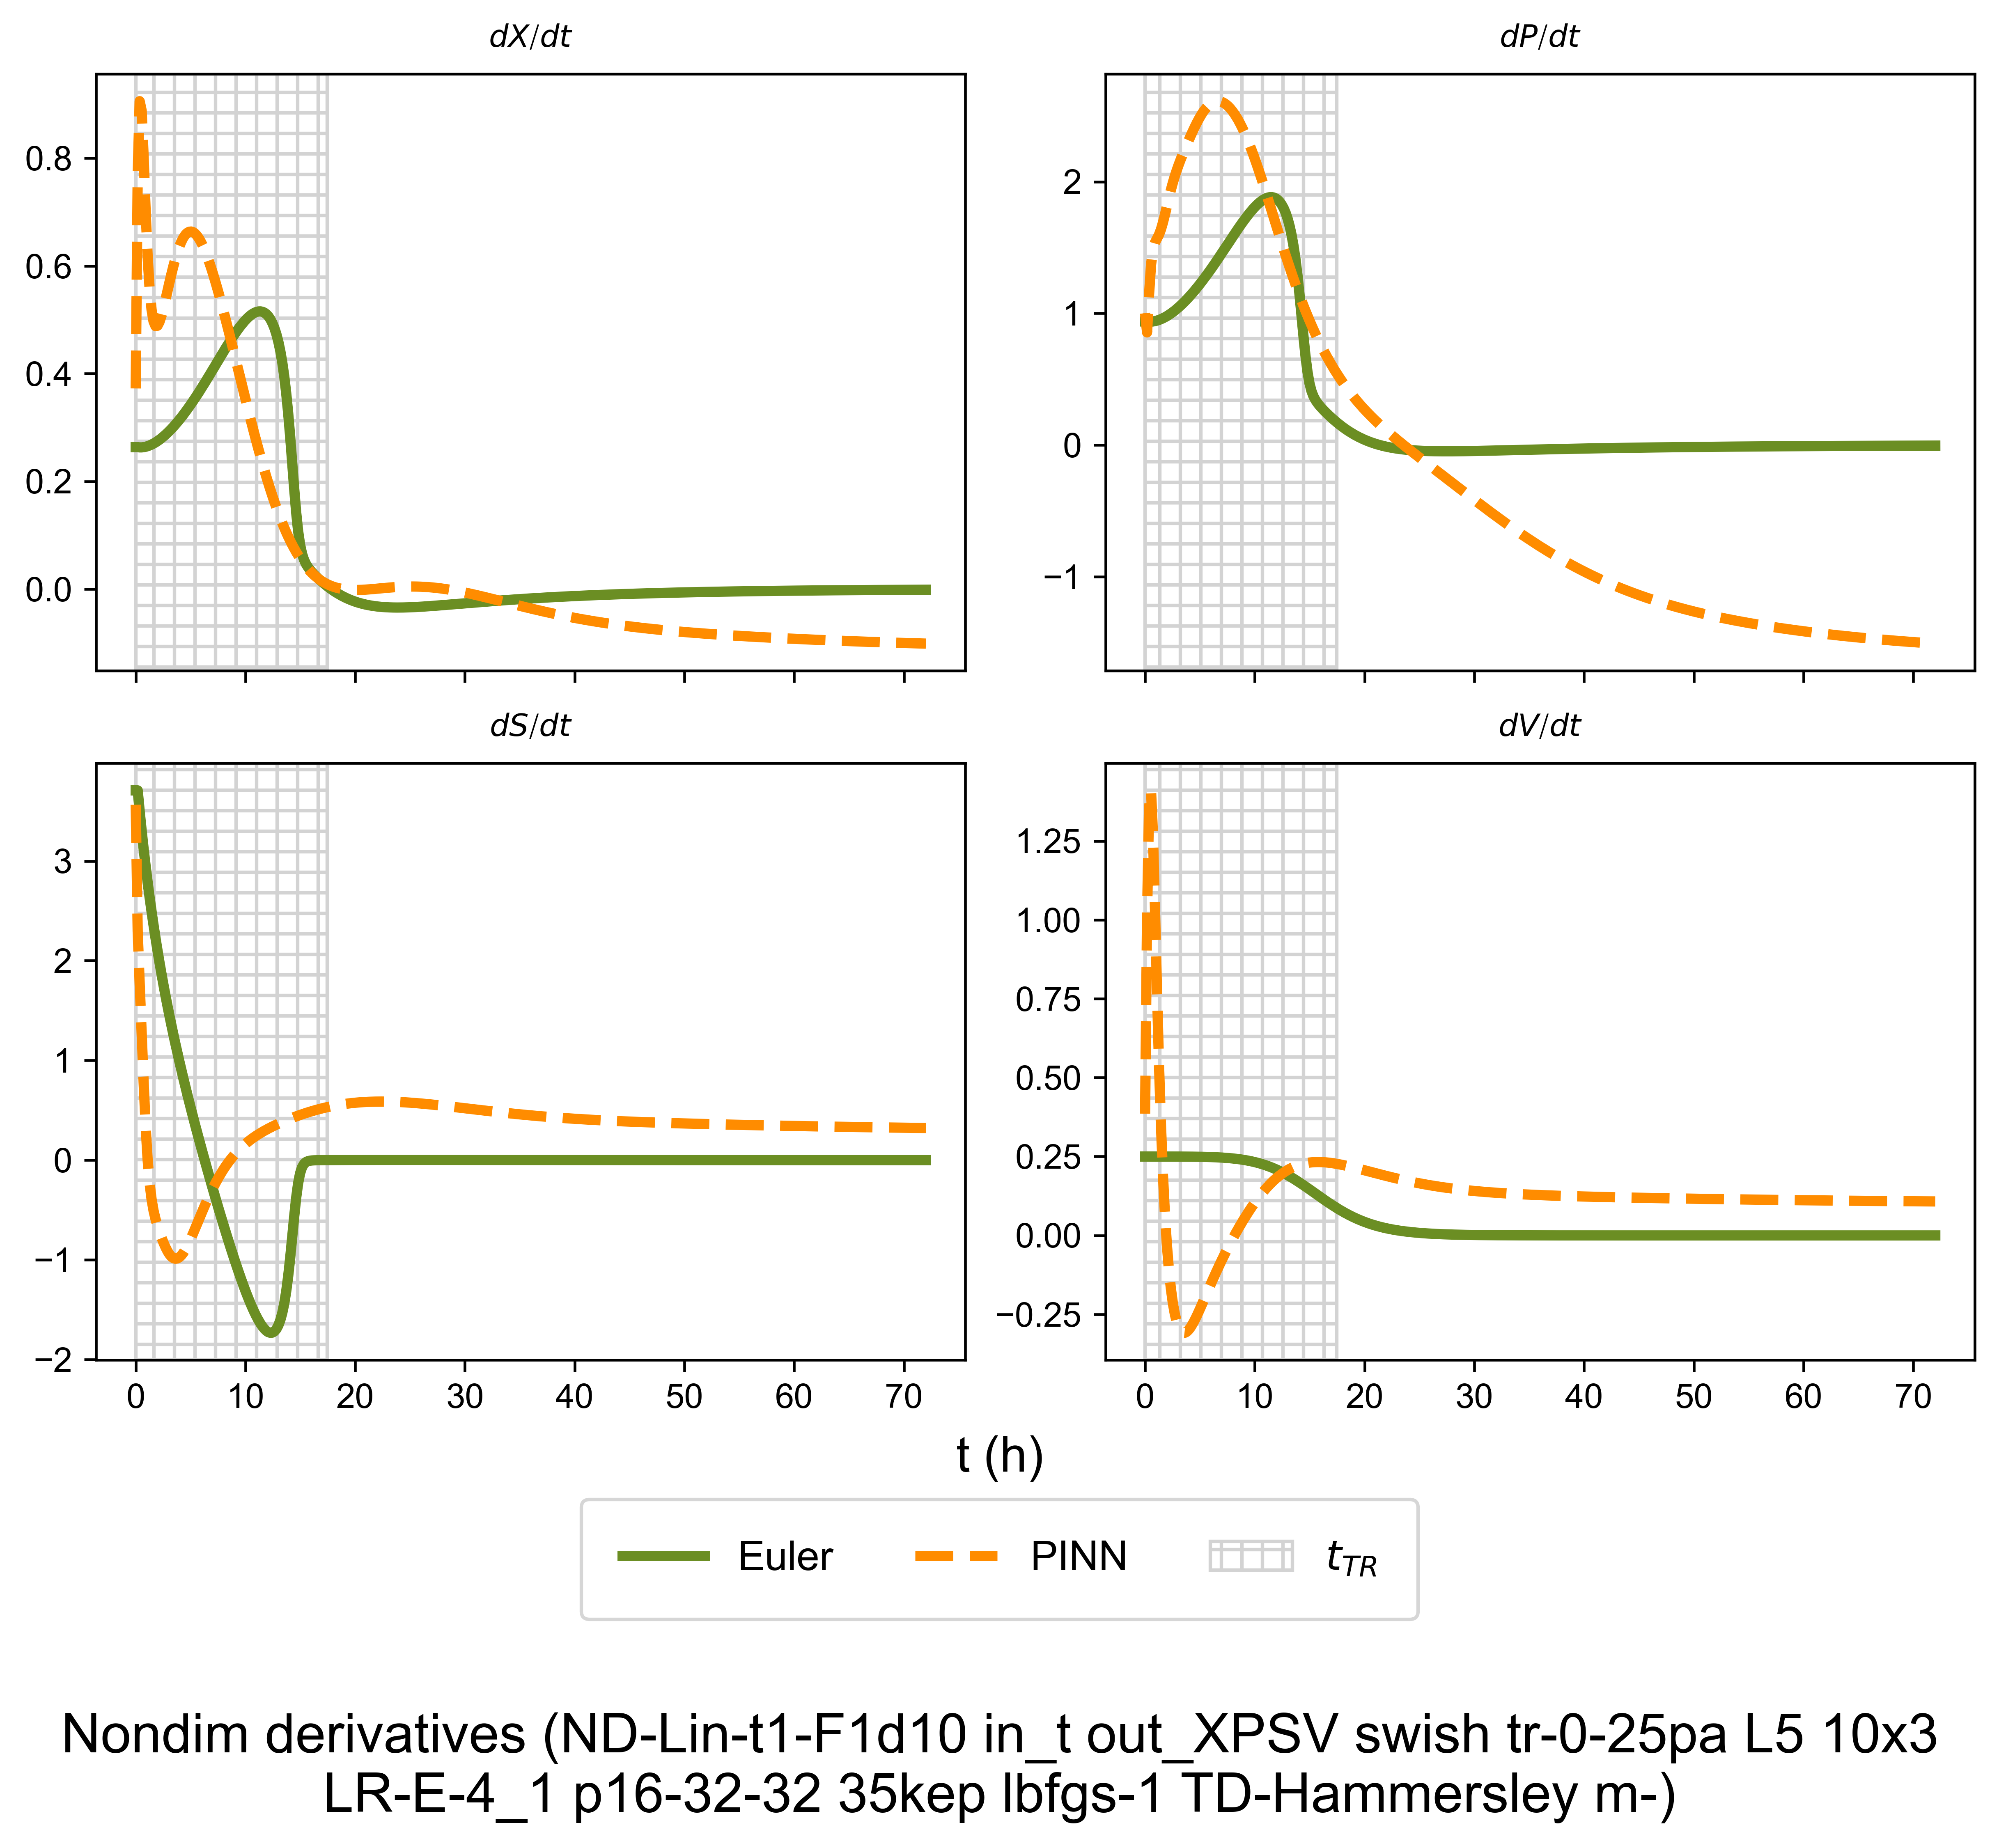 dX/dt
dP/dt
0.8
0.6
0.4
0.2
0.0
2
1
0
−1
dS/dt
dV/dt
3
2
1
0
−1
−2
1.25
1.00
0.75
0.50
0.25
0.00
−0.25
0 10 20 30 40 50 60 70
0 10 20 30 40 50 60 70
t (h)
Euler PINN t_TR
Nondim derivatives (ND-Lin-t1-F1d10 in_t out_XPSV swish tr-0-25pa L5 10x3
LR-E-4_1 p16-32-32 35kep lbfgs-1 TD-Hammersley m-)